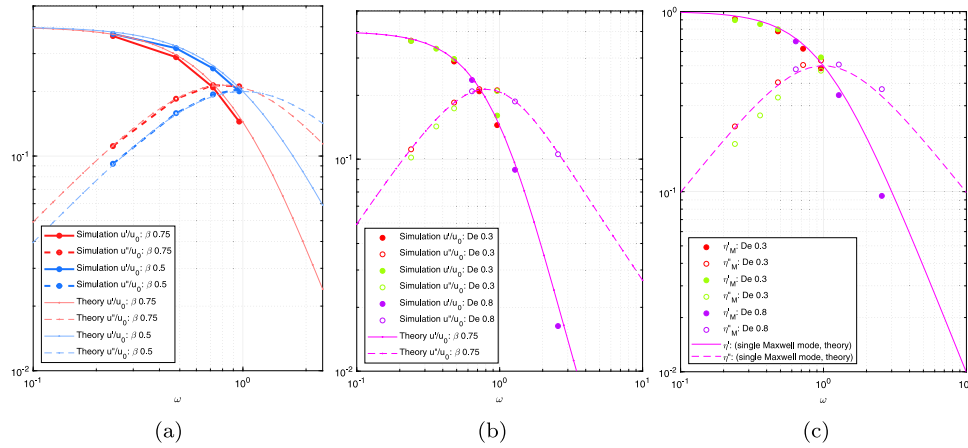 10^-1
10^-2
10^-1
10^0
ω
Simulation u'/u_0: β 0.75
Simulation u''/u_0: β 0.75
Simulation u'/u_0: β 0.5
Simulation u''/u_0: β 0.5
Theory u'/u_0: β 0.75
Theory u''/u_0: β 0.75
Theory u'/u_0: β 0.5
Theory u''/u_0: β 0.5
(a)
10^-1
10^-2
10^-1
10^0
10^1
ω
Simulation u'/u_0: De 0.3
Simulation u''/u_0: De 0.3
Simulation u'/u_0: De 0.3
Simulation u''/u_0: De 0.3
Simulation u'/u_0: De 0.8
Simulation u''/u_0: De 0.8
Theory u'/u_0: β 0.75
Theory u''/u_0: β 0.75
(b)
10^0
10^-1
10^-2
10^-1
10^0
10^1
ω
η'_M: De 0.3
η''_M: De 0.3
η'_M: De 0.3
η''_M: De 0.3
η'_M: De 0.8
η''_M: De 0.8
η': (single Maxwell mode, theory)
η'': (single Maxwell mode, theory)
(c)